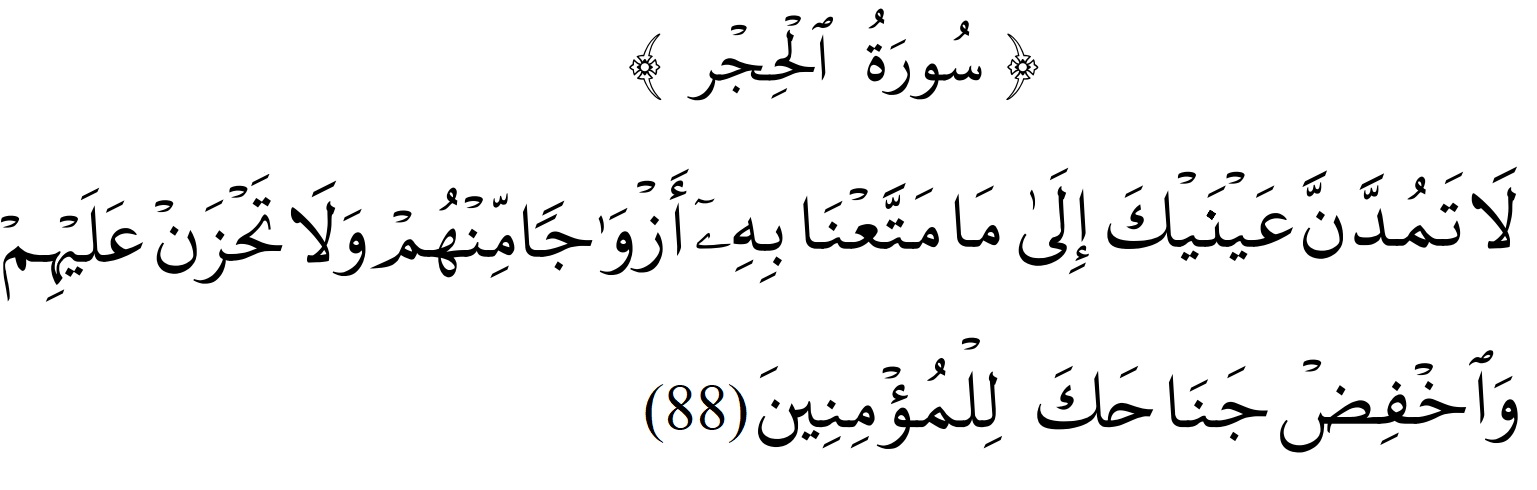 ﴿ سُورَةُ ٱلْحِجْر ﴾
لَا تَمُدَّنَّ عَيْنَيْكَ إِلَىٰ مَا مَتَّعْنَا بِهِۦٓ أَزْوَٰجًا مِّنْهُمْ وَلَا تَحْزَنْ عَلَيْهِمْ
وَٱخْفِضْ جَنَاحَكَ لِلْمُؤْمِنِينَ (88)